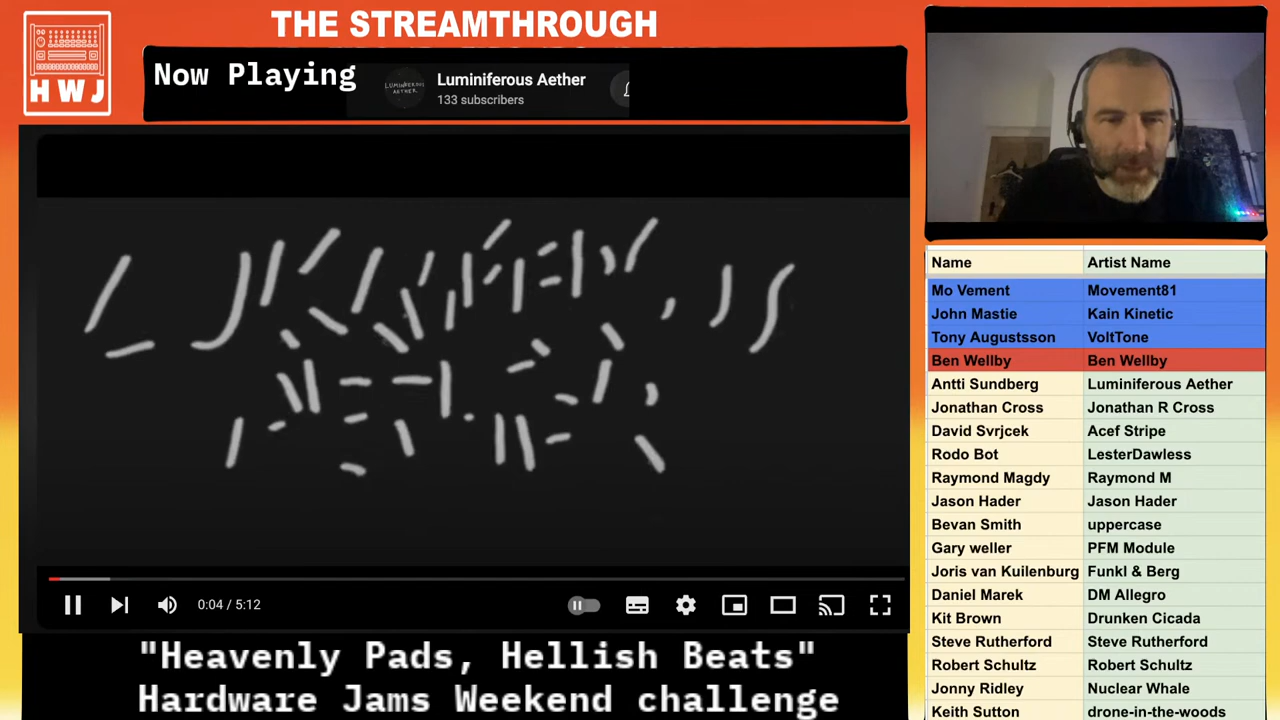 THE STREAMTHROUGH
HWJ
Now Playing
Luminiferous Aether
133 subscribers
LUMINIFEROUS
AETHER.
0:04 / 5:12
"Heavenly Pads, Hellish Beats"
Hardware Jams Weekend challenge
Name Artist Name
Mo Vement Movement81
John Mastie Kain Kinetic
Tony Augustsson VoltTone
Ben Wellby Ben Wellby
Antti Sundberg Luminiferous Aether
Jonathan Cross Jonathan R Cross
David Svrjcek Acef Stripe
Rodo Bot LesterDawless
Raymond Magdy Raymond M
Jason Hader Jason Hader
Bevan Smith uppercase
Gary weller PFM Module
Joris van Kuilenburg Funkl & Berg
Daniel Marek DM Allegro
Kit Brown Drunken Cicada
Steve Rutherford Steve Rutherford
Robert Schultz Robert Schultz
Jonny Ridley Nuclear Whale
Keith Sutton drone-in-the-woods